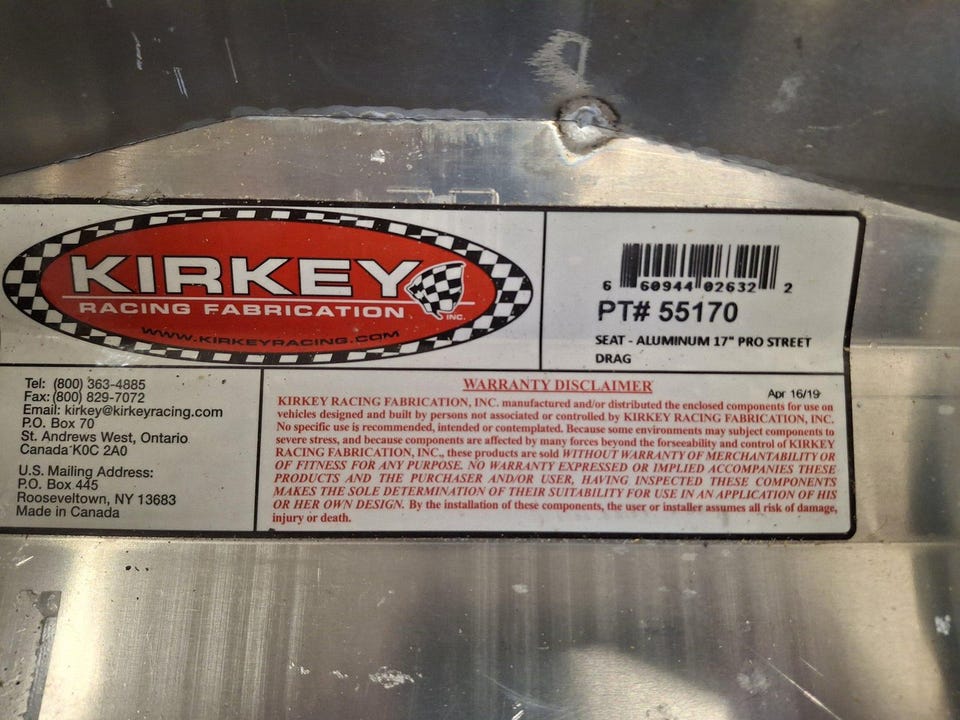 KIRKEY
RACING FABRICATION INC.
WWW.KIRKEYRACING.COM
6 60944 02632 2
PT# 55170
SEAT - ALUMINUM 17" PRO STREET
DRAG
Tel: (800) 363-4885
Fax: (800) 829-7072
Email: kirkey@kirkeyracing.com
P.O. Box 70
St. Andrews West, Ontario
Canada K0C 2A0
U.S. Mailing Address:
P.O. Box 445
Rooseveltown, NY 13683
Made in Canada
WARRANTY DISCLAIMER
Apr 16/19
KIRKEY RACING FABRICATION, INC. manufactured and/or distributed the enclosed components for use on
vehicles designed and built by persons not associated or controlled by KIRKEY RACING FABRICATION, INC.
No specific use is recommended, intended or contemplated. Because some environments may subject components to
severe stress, and because components are affected by many forces beyond the forseeability and control of KIRKEY
RACING FABRICATION, INC., these products are sold WITHOUT WARRANTY OF MERCHANTABILITY OR
OF FITNESS FOR ANY PURPOSE. NO WARRANTY EXPRESSED OR IMPLIED ACCOMPANIES THESE
PRODUCTS AND THE PURCHASER AND/OR USER, HAVING INSPECTED THESE COMPONENTS
MAKES THE SOLE DETERMINATION OF THEIR SUITABILITY FOR USE IN AN APPLICATION OF HIS
OR HER OWN DESIGN. By the installation of these components, the user or installer assumes all risk of damage,
injury or death.